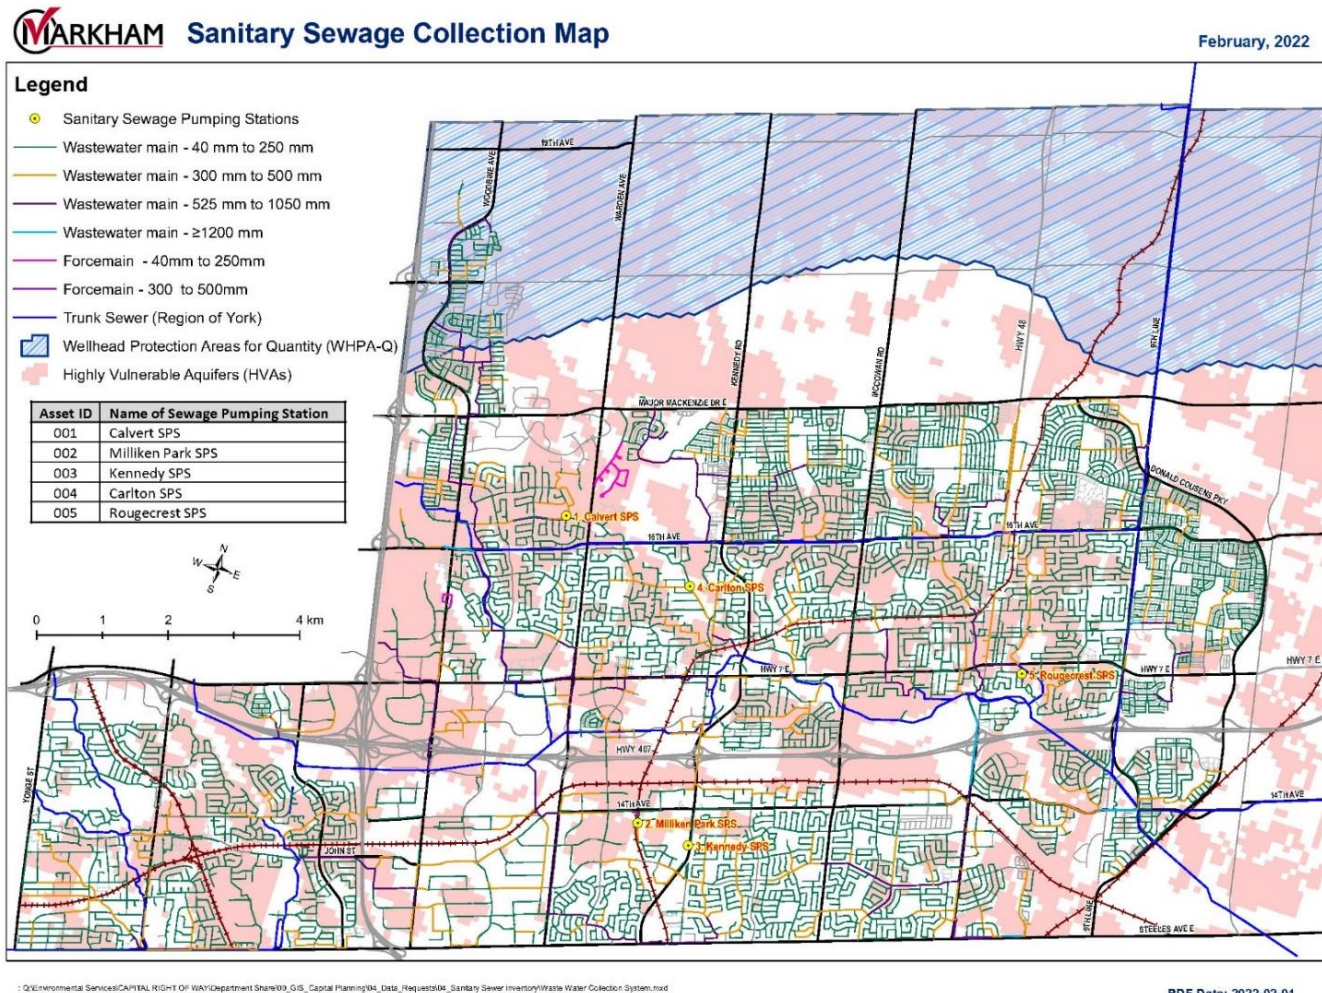 MARKHAM Sanitary Sewage Collection Map
February, 2022
Legend
Sanitary Sewage Pumping Stations
Wastewater main - 40 mm to 250 mm
Wastewater main - 300 mm to 500 mm
Wastewater main - 525 mm to 1050 mm
Wastewater main - ≥1200 mm
Forcemain - 40mm to 250mm
Forcemain - 300 to 500mm
Trunk Sewer (Region of York)
Wellhead Protection Areas for Quantity (WHPA-Q)
Highly Vulnerable Aquifers (HVAs)
Asset ID Name of Sewage Pumping Station
001 Calvert SPS
002 Milliken Park SPS
003 Kennedy SPS
004 Carlton SPS
005 Rougecrest SPS
N
W
E
S
0 1 2 4 km
19TH AVE
WOODBINE AVE
WARDEN AVE
KENNEDY RD
MCCOWAN RD
HWY 48
9TH LINE
MAJOR MACKENZIE DR E
DONALD COUSENS PKY
1. Calvert SPS
16TH AVE
16TH AVE
4. Carlton SPS
HWY 7 E
5. Rougecrest SPS
HWY 7 E
HWY 7 E
HWY 407
YONGE ST
14TH AVE
14TH AVE
2. Milliken Park SPS
3. Kennedy SPS
JOHN ST
9TH LINE
STEELES AVE E